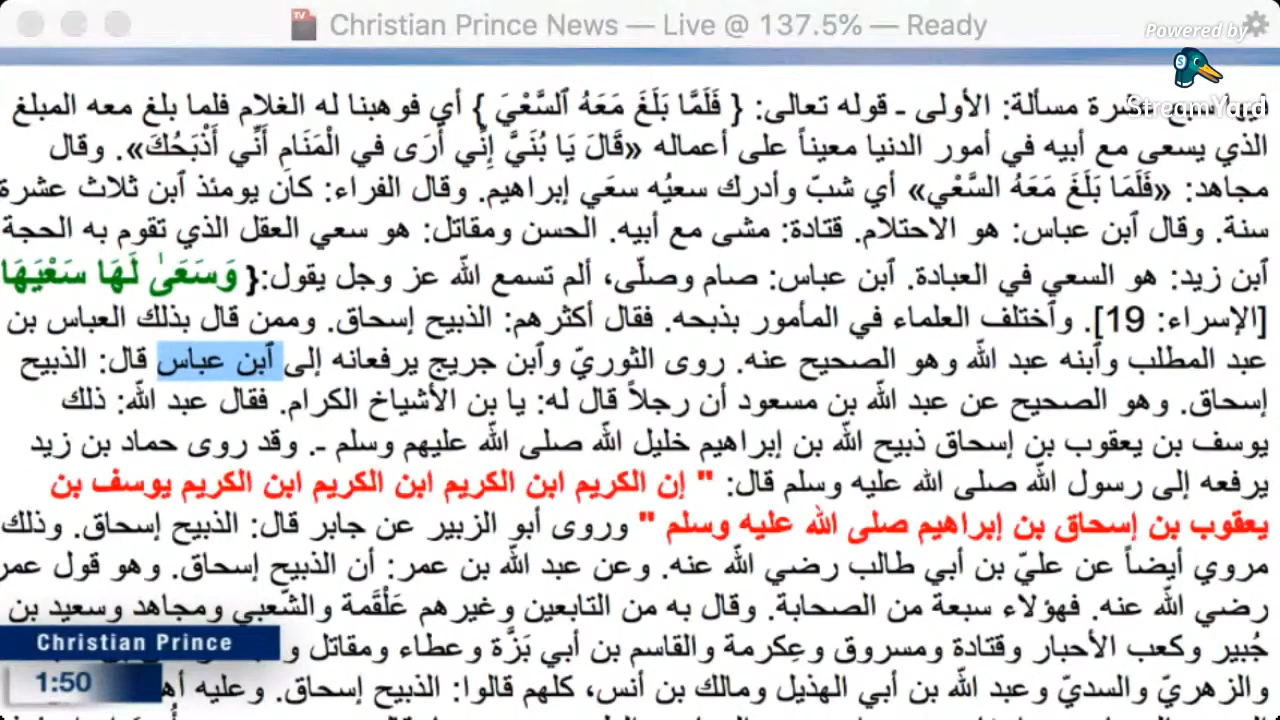 Christian Prince News — Live @ 137.5% — Ready
Powered by
StreamYard
عشرة مسألة: الأولى ـ قوله تعالى: { فَلَمَّا بَلَغَ مَعَهُ ٱلسَّعْيَ } أي فوهبنا له الغلام فلما بلغ معه المبلغ
الذي يسعى مع أبيه في أمور الدنيا معيناً على أعماله «قَالَ يَا بُنَيَّ إِنِّي أَرَى في الْمَنَامِ أَنِّي أَذْبَحُكَ». وقال
مجاهد: «فَلَمَا بَلَغَ مَعَهُ السَّعْي» أي شبّ وأدرك سعيُه سعَي إبراهيم. وقال الفراء: كان يومئذ ٱبن ثلاث عشرة
سنة. وقال ٱبن عباس: هو الاحتلام. قتادة: مشى مع أبيه. الحسن ومقاتل: هو سعي العقل الذي تقوم به الحجة
ٱبن زيد: هو السعي في العبادة. ٱبن عباس: صام وصلّى، ألم تسمع الله عز وجل يقول:{ وَسَعَىٰ لَهَا سَعْيَهَا
[الإسراء: 19]. وٱختلف العلماء في المأمور بذبحه. فقال أكثرهم: الذبيح إسحاق. وممن قال بذلك العباس بن
عبد المطلب وٱبنه عبد الله وهو الصحيح عنه. روى الثوريّ وٱبن جريج يرفعانه إلى ٱبن عباس قال: الذبيح
إسحاق. وهو الصحيح عن عبد الله بن مسعود أن رجلاً قال له: يا بن الأشياخ الكرام. فقال عبد الله: ذلك
يوسف بن يعقوب بن إسحاق ذبيح الله بن إبراهيم خليل الله صلى الله عليهم وسلم ـ. وقد روى حماد بن زيد
يرفعه إلى رسول الله صلى الله عليه وسلم قال: " إن الكريم ابن الكريم ابن الكريم ابن الكريم يوسف بن
يعقوب بن إسحاق بن إبراهيم صلى الله عليه وسلم " وروى أبو الزبير عن جابر قال: الذبيح إسحاق. وذلك
مروي أيضاً عن عليّ بن أبي طالب رضي الله عنه. وعن عبد الله بن عمر: أن الذبيح إسحاق. وهو قول عمر
رضي الله عنه. فهؤلاء سبعة من الصحابة. وقال به من التابعين وغيرهم عَلْقَمة والشّعبي ومجاهد وسعيد بن
جُبير وكعب الأحبار وقتادة ومسروق وعِكرمة والقاسم بن أبي بَزَّة وعطاء ومقاتل
والزهريّ والسديّ وعبد الله بن أبي الهذيل ومالك بن أنس، كلهم قالوا: الذبيح إسحاق. وعليه
Christian Prince
1:50